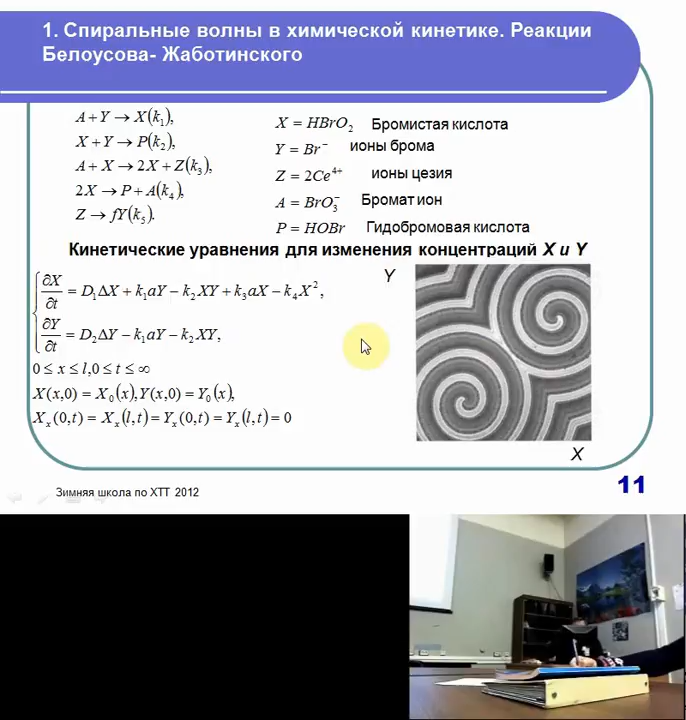 1. Спиральные волны в химической кинетике. Реакции
Белоусова- Жаботинского
A + Y → X(k₁),
X + Y → P(k₂),
A + X → 2X + Z(k₃),
2X → P + A(k₄),
Z → fY(k₅).
X = HBrO₂ Бромистая кислота
Y = Br⁻ ионы брома
Z = 2Ce⁴⁺ ионы цезия
A = BrO₃⁻ Бромат ион
P = HOBr Гидобромовая кислота
Кинетические уравнения для изменения концентраций X и Y
∂X/∂t = D₁ΔX + k₁aY − k₂XY + k₃aX − k₄X²,
∂Y/∂t = D₂ΔY − k₁aY − k₂XY,
0 ≤ x ≤ l, 0 ≤ t ≤ ∞
X(x,0) = X₀(x), Y(x,0) = Y₀(x),
Xₓ(0,t) = Xₓ(l,t) = Yₓ(0,t) = Yₓ(l,t) = 0
Y
X
Зимняя школа по ХТТ 2012
11